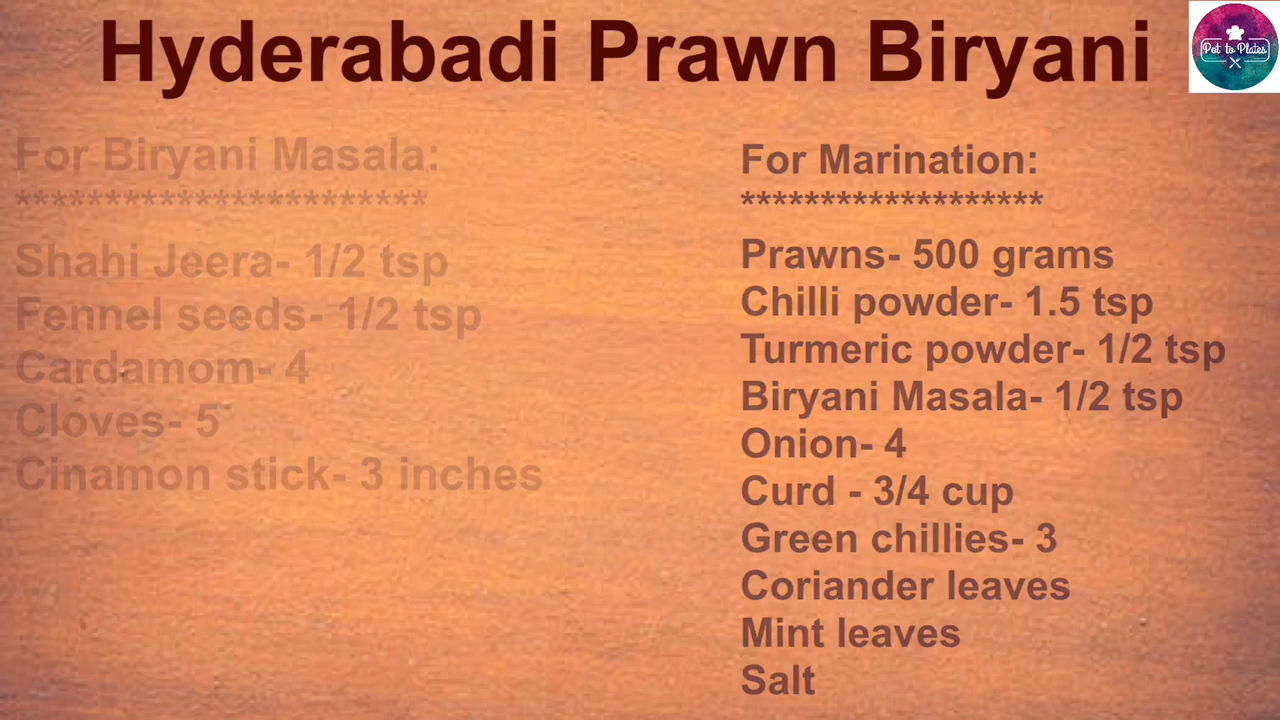 Hyderabadi Prawn Biryani
Pot to Plates
For Biryani Masala:
***********************
Shahi Jeera- 1/2 tsp
Fennel seeds- 1/2 tsp
Cardamom- 4
Cloves- 5
Cinamon stick- 3 inches
For Marination:
*******************
Prawns- 500 grams
Chilli powder- 1.5 tsp
Turmeric powder- 1/2 tsp
Biryani Masala- 1/2 tsp
Onion- 4
Curd - 3/4 cup
Green chillies- 3
Coriander leaves
Mint leaves
Salt